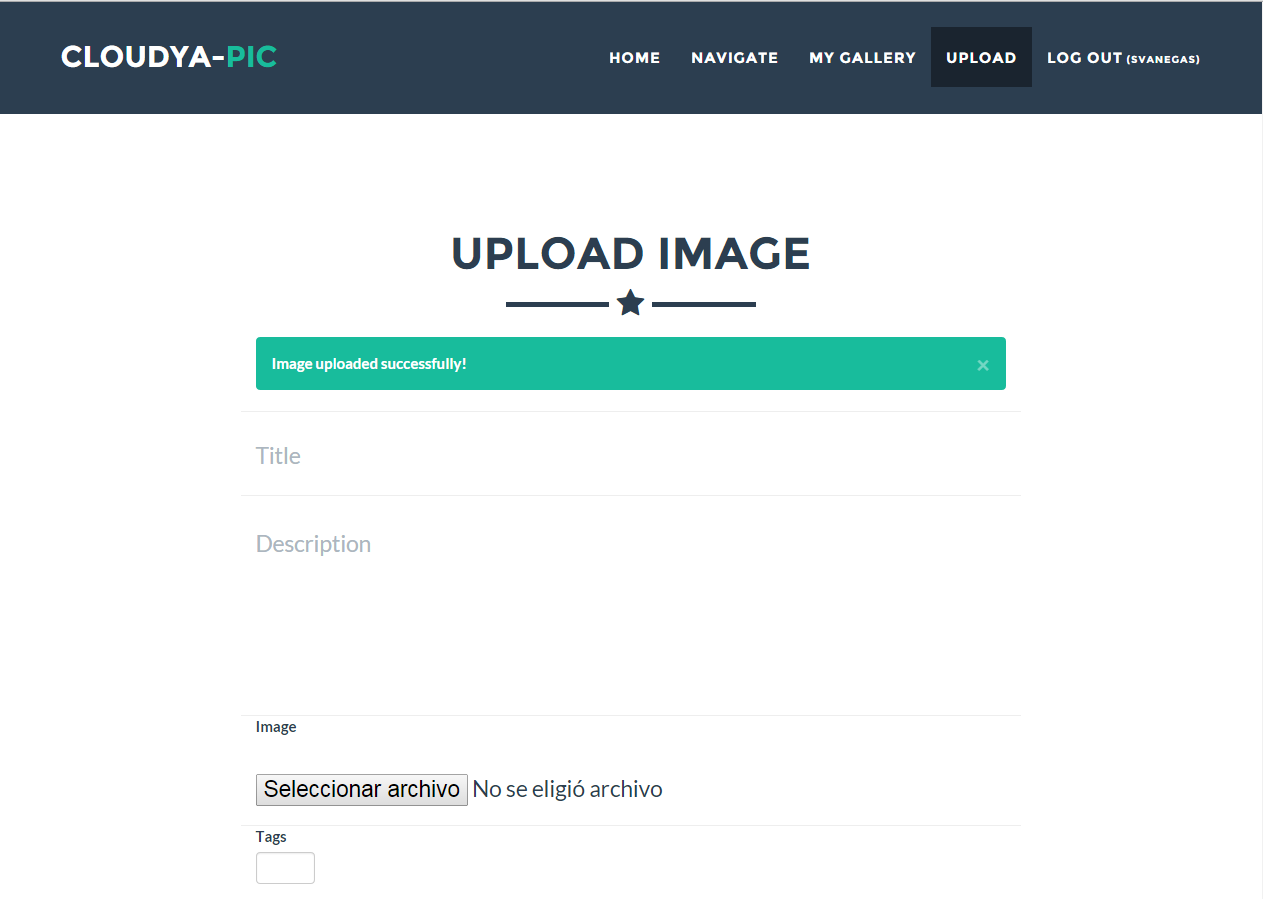 CLOUDYA-PIC
HOME NAVIGATE MY GALLERY UPLOAD LOG OUT (SVANEGAS)
UPLOAD IMAGE
Image uploaded successfully! ×
Title
Description
Image
Seleccionar archivo No se eligió archivo
Tags